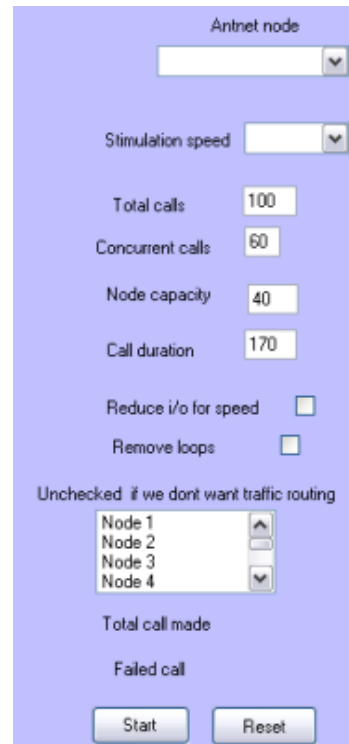 Antnet node
Stimulation speed
Total calls 100
Concurrent calls 60
Node capacity 40
Call duration 170
Reduce i/o for speed
Remove loops
Unchecked if we dont want traffic routing
Node 1
Node 2
Node 3
Node 4
Total call made
Failed call
Start Reset